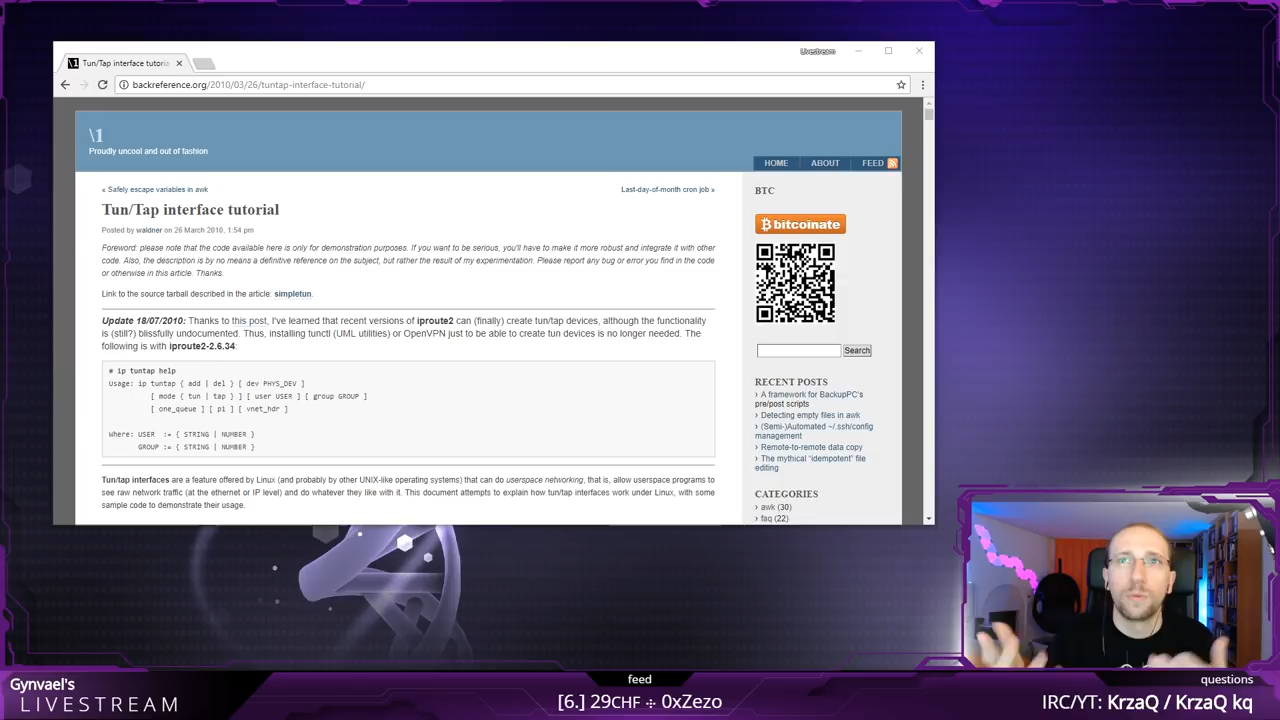 Livestream
\1 Tun/Tap interface tutoria
backreference.org/2010/03/26/tuntap-interface-tutorial/
\1
Proudly uncool and out of fashion
HOME ABOUT FEED
« Safely escape variables in awk
Last-day-of-month cron job »
Tun/Tap interface tutorial
Posted by waldner on 26 March 2010, 1:54 pm
Foreword: please note that the code available here is only for demonstration purposes. If you want to be serious, you'll have to make it more robust and integrate it with other
code. Also, the description is by no means a definitive reference on the subject, but rather the result of my experimentation. Please report any bug or error you find in the code
or otherwise in this article. Thanks.
Link to the source tarball described in the article: simpletun.
Update 18/07/2010: Thanks to this post, I've learned that recent versions of iproute2 can (finally) create tun/tap devices, although the functionality
is (still?) blissfully undocumented. Thus, installing tunctl (UML utilities) or OpenVPN just to be able to create tun devices is no longer needed. The
following is with iproute2-2.6.34:
# ip tuntap help
Usage: ip tuntap { add | del } [ dev PHYS_DEV ]
[ mode { tun | tap } ] [ user USER ] [ group GROUP ]
[ one_queue ] [ pi ] [ vnet_hdr ]
Where: USER := { STRING | NUMBER }
GROUP := { STRING | NUMBER }
Tun/tap interfaces are a feature offered by Linux (and probably by other UNIX-like operating systems) that can do userspace networking, that is, allow userspace programs to
see raw network traffic (at the ethernet or IP level) and do whatever they like with it. This document attempts to explain how tun/tap interfaces work under Linux, with some
sample code to demonstrate their usage.
BTC
bitcoinate
Search
RECENT POSTS
› A framework for BackupPC's
pre/post scripts
› Detecting empty files in awk
› (Semi-)Automated ~/.ssh/config
management
› Remote-to-remote data copy
› The mythical "idempotent" file
editing
CATEGORIES
› awk (30)
› faq (22)
Gynvael's
LIVESTREAM
feed
[6.] 29CHF ÷ 0xZezo
questions
IRC/YT: KrzaQ / KrzaQ kq